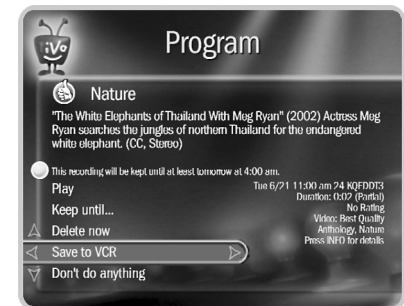 TiVo
Program
Nature
"The White Elephants of Thailand With Meg Ryan" (2002) Actress Meg
Ryan searches the jungles of northern Thailand for the endangered
white elephant. (CC, Stereo)
This recording will be kept until at least tomorrow at 4:00 am.
Play
Keep until...
Delete now
Save to VCR
Don't do anything
Tue 6/21 11:00 am 24 KQEDDT3
Duration: 0:02 (Partial)
No Rating
Video: Best Quality
Anthology, Nature
Press INFO for details